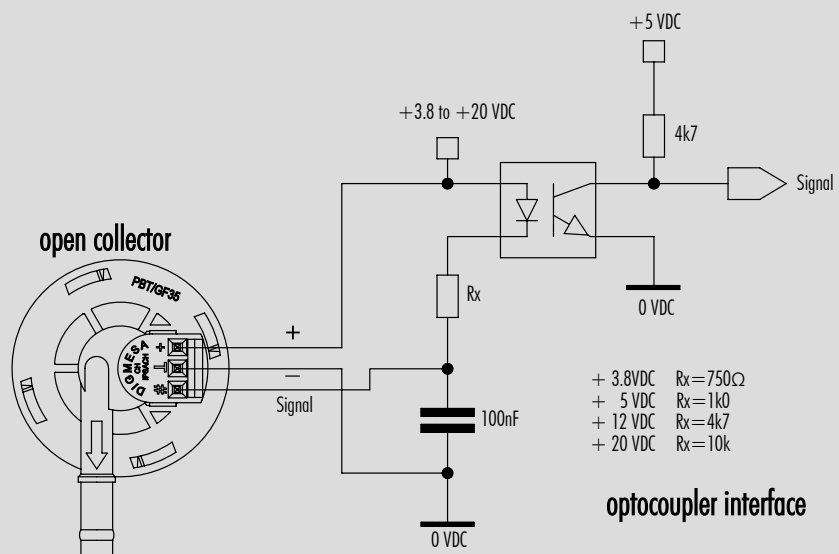 +5 VDC
+3.8 to +20 VDC
4k7
Signal
open collector
PBT/GF35
0 VDC
Rx
+
DIGMESA
CH
IPSACH
+
⊥
#
−
Signal
100nF
+ 3.8VDC Rx=750Ω
+ 5 VDC Rx=1k0
+ 12 VDC Rx=4k7
+ 20 VDC Rx=10k
optocoupler interface
0 VDC